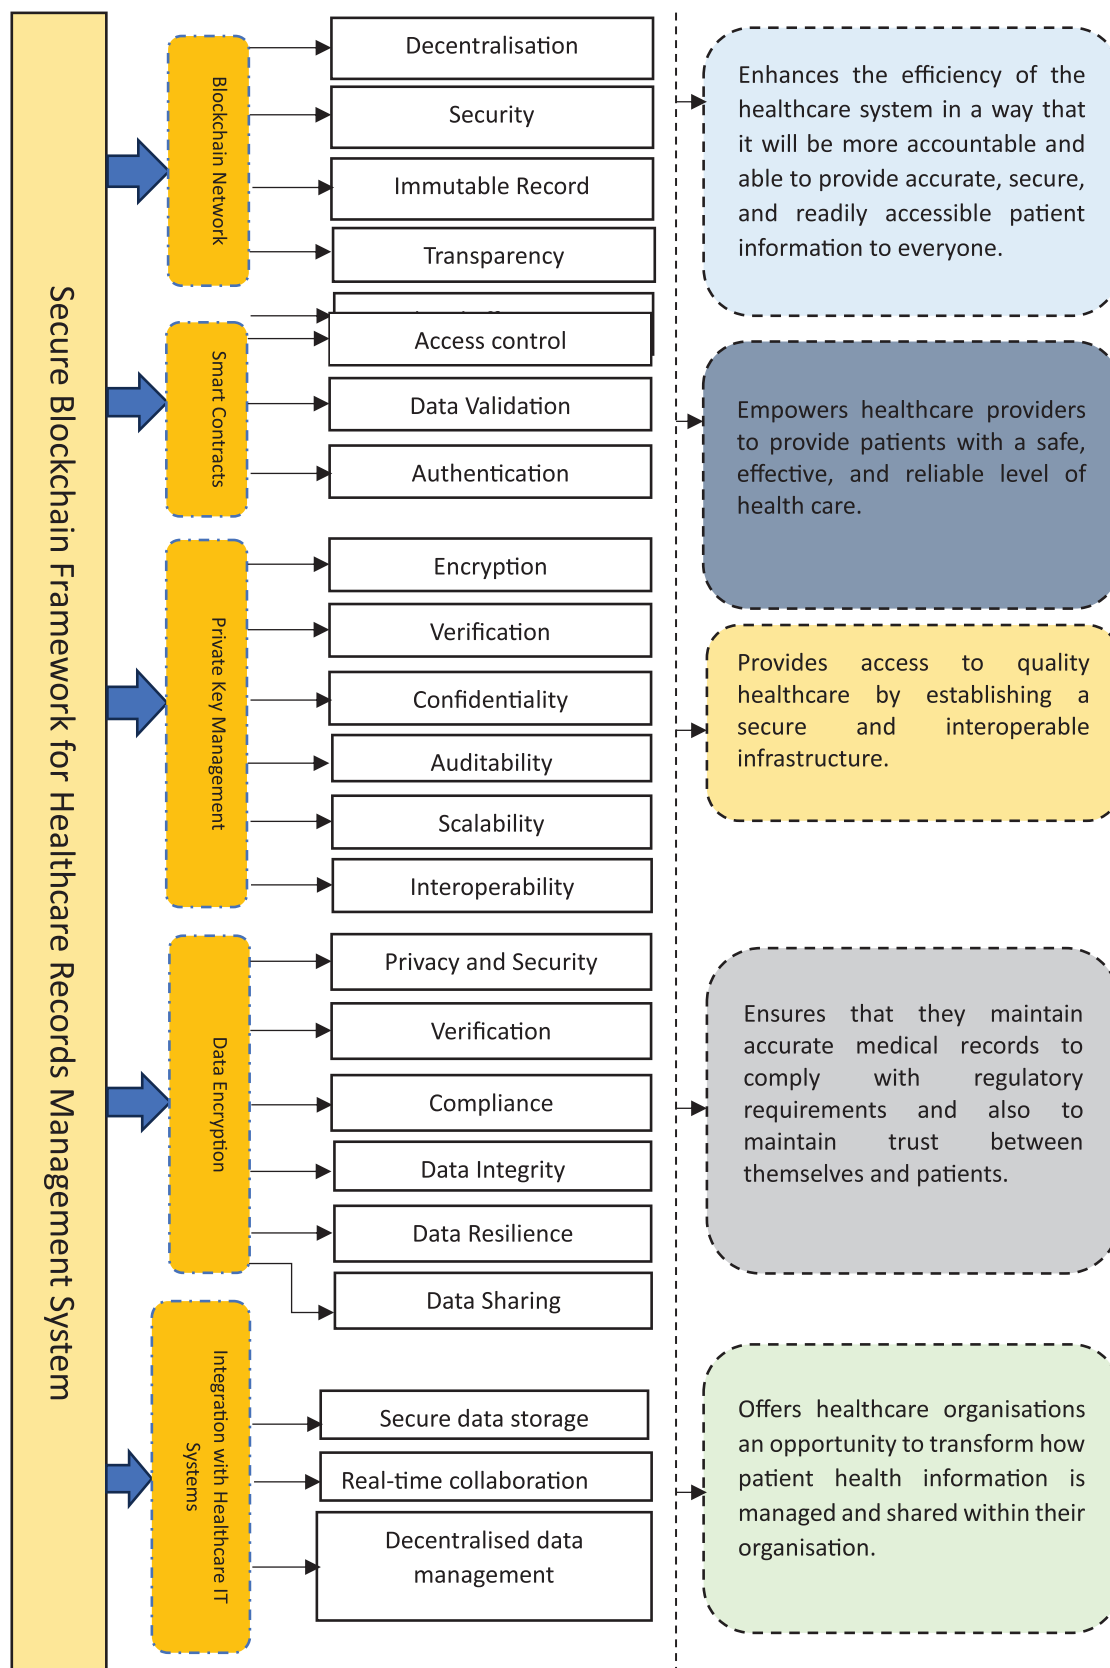 Secure Blockchain Framework for Healthcare Records Management System
Blockchain Network
Decentralisation
Security
Immutable Record
Transparency
Smart Contracts
Access control
Data Validation
Authentication
Private Key Management
Encryption
Verification
Confidentiality
Auditability
Scalability
Interoperability
Data Encryption
Privacy and Security
Verification
Compliance
Data Integrity
Data Resilience
Data Sharing
Integration with Healthcare IT
Systems
Secure data storage
Real-time collaboration
Decentralised data
management
Enhances the efficiency of the
healthcare system in a way that
it will be more accountable and
able to provide accurate, secure,
and readily accessible patient
information to everyone.
Empowers healthcare providers
to provide patients with a safe,
effective, and reliable level of
health care.
Provides access to quality
healthcare by establishing a
secure and interoperable
infrastructure.
Ensures that they maintain
accurate medical records to
comply with regulatory
requirements and also to
maintain trust between
themselves and patients.
Offers healthcare organisations
an opportunity to transform how
patient health information is
managed and shared within their
organisation.